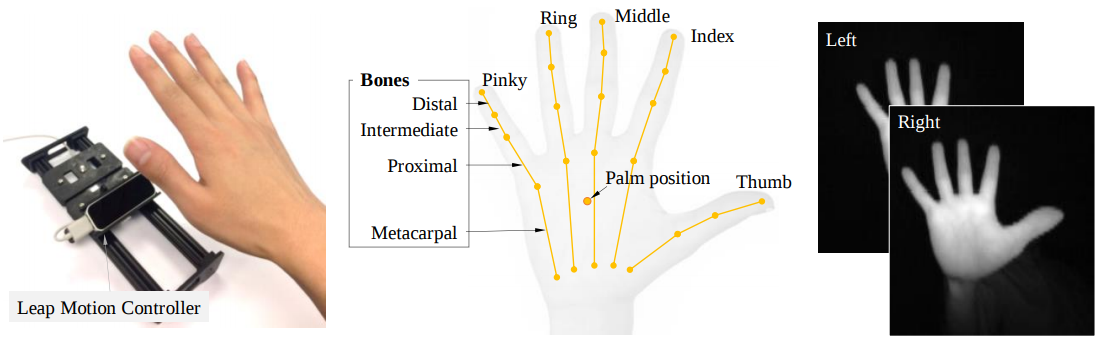 Leap Motion Controller
Ring
Middle
Index
Pinky
Bones
Distal
Intermediate
Proximal
Metacarpal
Palm position
Thumb
Left
Right